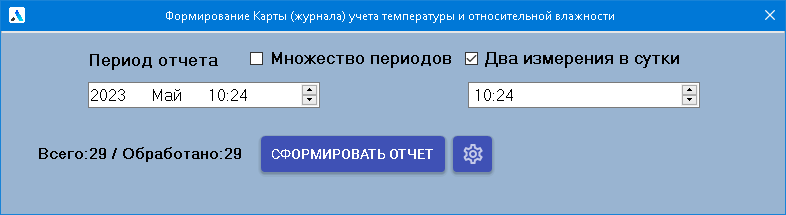 Формирование Карты (журнала) учета температуры и относительной влажности
Период отчета Множество периодов Два измерения в сутки
2023 Май 10:24 10:24
Всего:29 / Обработано:29 СФОРМИРОВАТЬ ОТЧЕТ